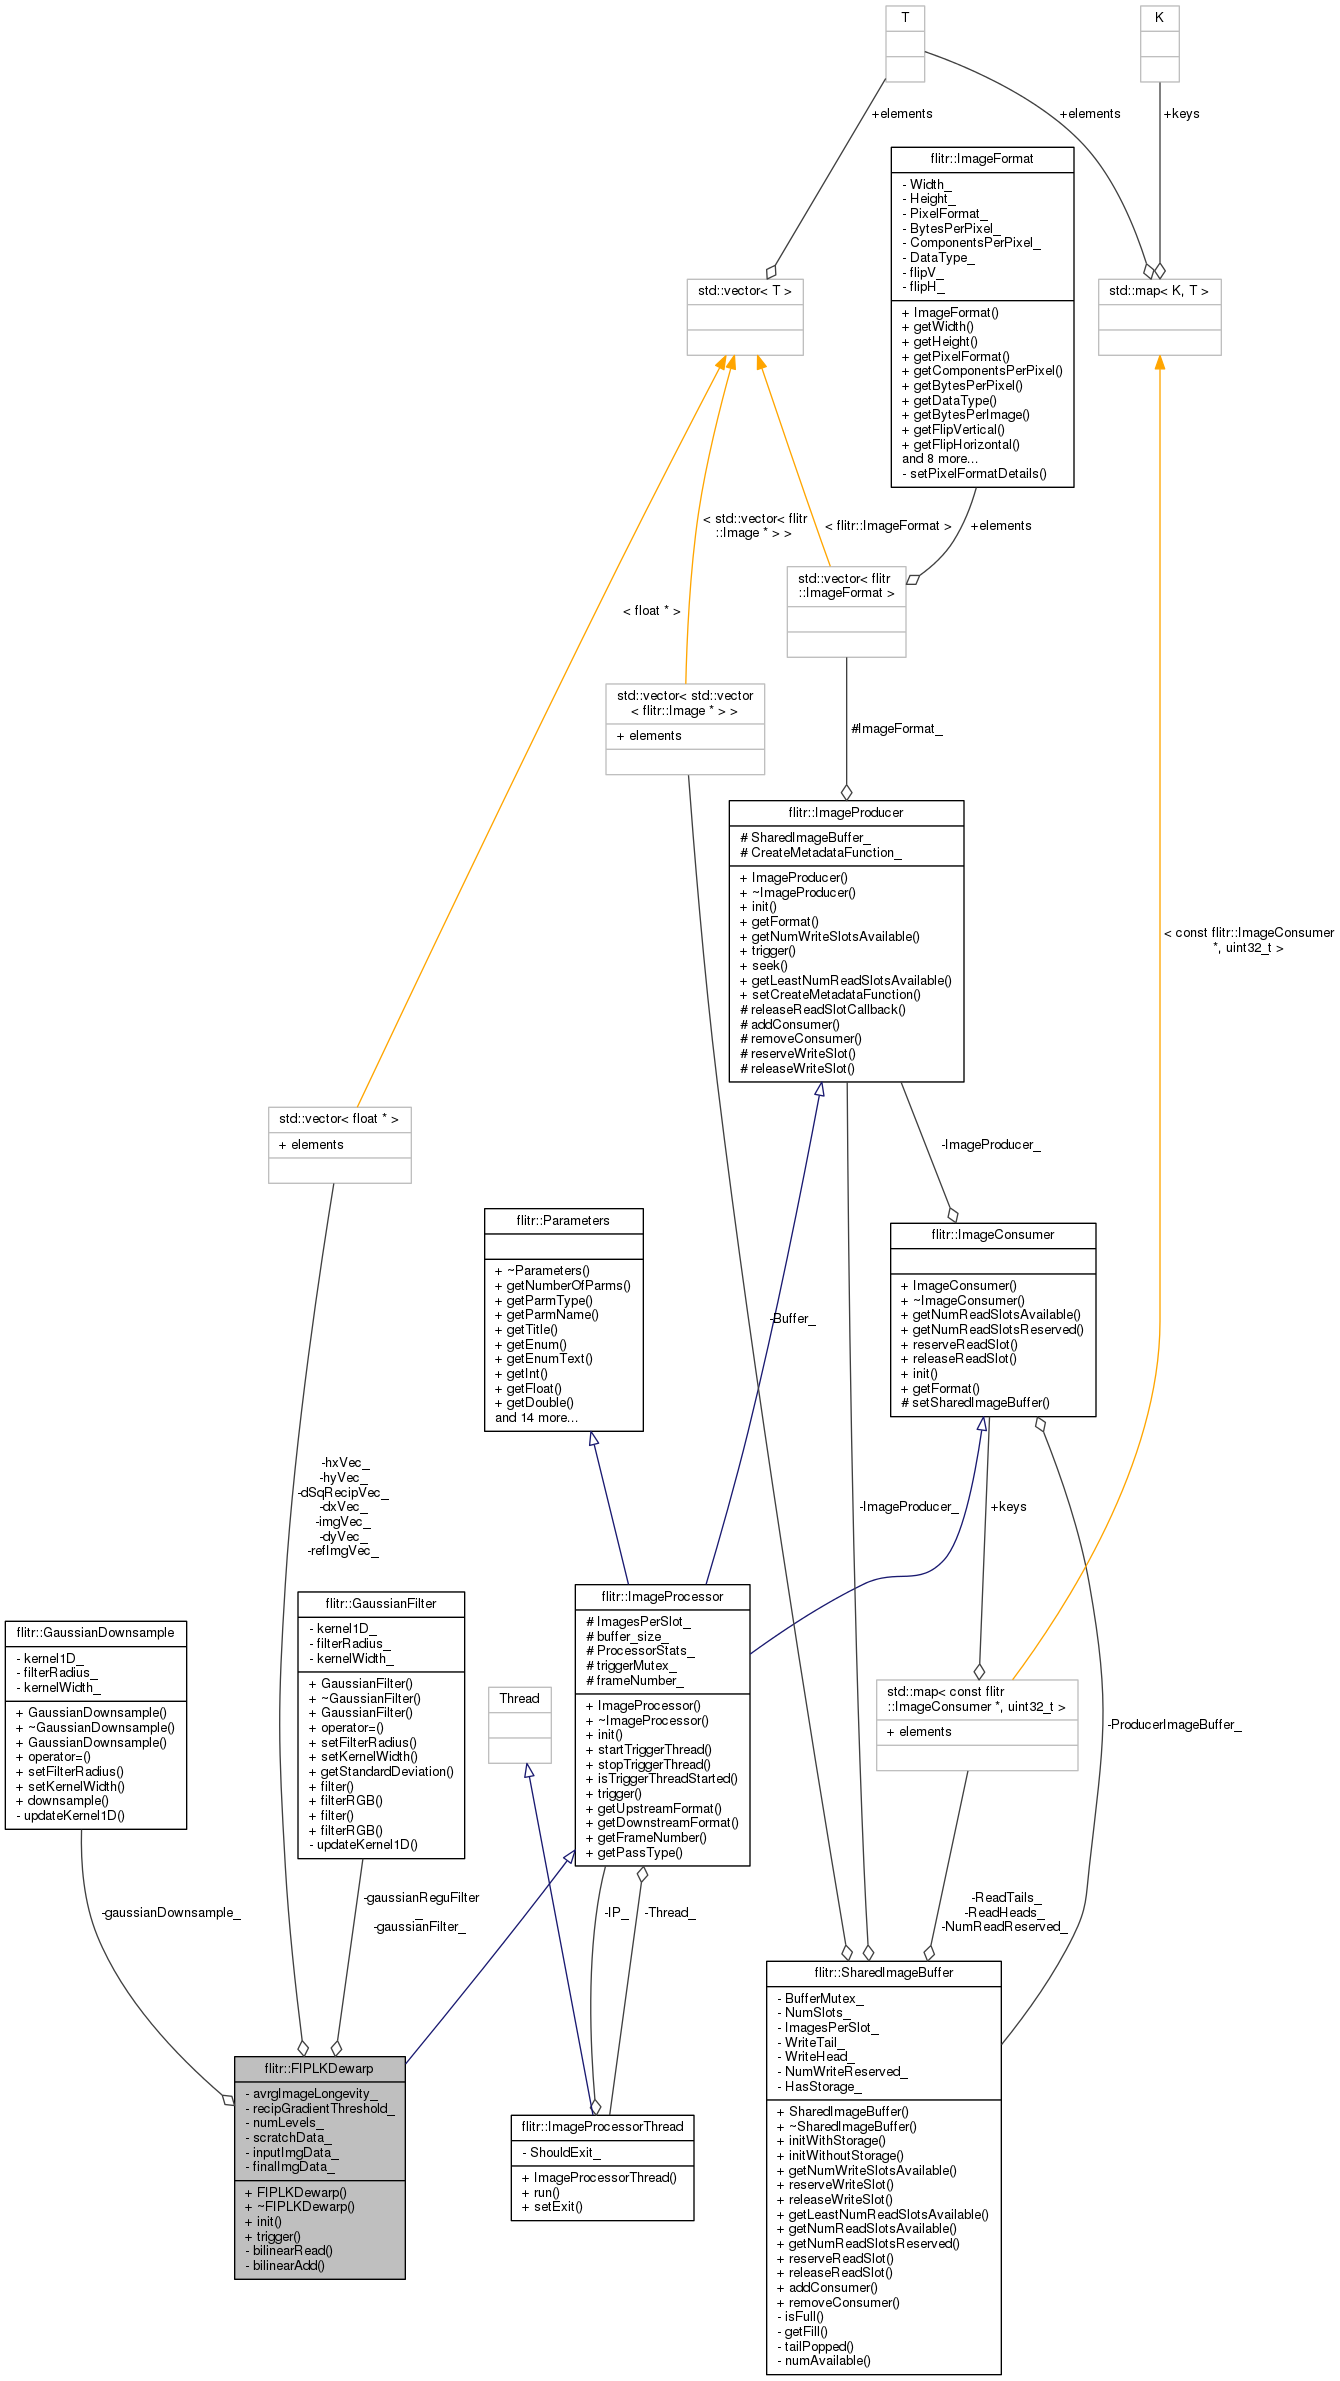 T
K
+elements
+elements
+keys
flitr::ImageFormat
- Width_
- Height_
- PixelFormat_
- BytesPerPixel_
- ComponentsPerPixel_
- DataType_
- flipV_
- flipH_
+ ImageFormat()
+ getWidth()
+ getHeight()
+ getPixelFormat()
+ getComponentsPerPixel()
+ getBytesPerPixel()
+ getDataType()
+ getBytesPerImage()
+ getFlipVertical()
+ getFlipHorizontal()
and 8 more...
- setPixelFormatDetails()
std::vector< T >
std::map< K, T >
< std::vector< flitr
::Image * > >
< flitr::ImageFormat >
+elements
std::vector< flitr
::ImageFormat >
< float * >
std::vector< std::vector
< flitr::Image * > >
+ elements
#ImageFormat_
flitr::ImageProducer
# SharedImageBuffer_
# CreateMetadataFunction_
+ ImageProducer()
+ ~ImageProducer()
+ init()
+ getFormat()
+ getNumWriteSlotsAvailable()
+ trigger()
+ seek()
+ getLeastNumReadSlotsAvailable()
+ setCreateMetadataFunction()
# releaseReadSlotCallback()
# addConsumer()
# removeConsumer()
# reserveWriteSlot()
# releaseWriteSlot()
< const flitr::ImageConsumer
*, uint32_t >
std::vector< float * >
+ elements
-ImageProducer_
flitr::Parameters
+ ~Parameters()
+ getNumberOfParms()
+ getParmType()
+ getParmName()
+ getTitle()
+ getEnum()
+ getEnumText()
+ getInt()
+ getFloat()
+ getDouble()
and 14 more...
-Buffer_
flitr::ImageConsumer
+ ImageConsumer()
+ ~ImageConsumer()
+ getNumReadSlotsAvailable()
+ getNumReadSlotsReserved()
+ reserveReadSlot()
+ releaseReadSlot()
+ init()
+ getFormat()
# setSharedImageBuffer()
-hxVec_
-hyVec_
-dSqRecipVec_
-dxVec_
-imgVec_
-dyVec_
-refImgVec_
-ImageProducer_
+keys
flitr::GaussianDownsample
- kernel1D_
- filterRadius_
- kernelWidth_
+ GaussianDownsample()
+ ~GaussianDownsample()
+ GaussianDownsample()
+ operator=()
+ setFilterRadius()
+ setKernelWidth()
+ downsample()
- updateKernel1D()
flitr::GaussianFilter
- kernel1D_
- filterRadius_
- kernelWidth_
+ GaussianFilter()
+ ~GaussianFilter()
+ GaussianFilter()
+ operator=()
+ setFilterRadius()
+ setKernelWidth()
+ getStandardDeviation()
+ filter()
+ filterRGB()
+ filter()
+ filterRGB()
- updateKernel1D()
Thread
flitr::ImageProcessor
# ImagesPerSlot_
# buffer_size_
# ProcessorStats_
# triggerMutex_
# frameNumber_
+ ImageProcessor()
+ ~ImageProcessor()
+ init()
+ startTriggerThread()
+ stopTriggerThread()
+ isTriggerThreadStarted()
+ trigger()
+ getUpstreamFormat()
+ getDownstreamFormat()
+ getFrameNumber()
+ getPassType()
std::map< const flitr
::ImageConsumer *, uint32_t >
+ elements
-ProducerImageBuffer_
-gaussianDownsample_
-gaussianReguFilter
_
-gaussianFilter_
-IP_
-Thread_
-ReadTails_
-ReadHeads_
-NumReadReserved_
flitr::FIPLKDewarp
- avrgImageLongevity_
- recipGradientThreshold_
- numLevels_
- scratchData_
- inputImgData_
- finalImgData_
+ FIPLKDewarp()
+ ~FIPLKDewarp()
+ init()
+ trigger()
- bilinearRead()
- bilinearAdd()
flitr::ImageProcessorThread
- ShouldExit_
+ ImageProcessorThread()
+ run()
+ setExit()
flitr::SharedImageBuffer
- BufferMutex_
- NumSlots_
- ImagesPerSlot_
- WriteTail_
- WriteHead_
- NumWriteReserved_
- HasStorage_
+ SharedImageBuffer()
+ ~SharedImageBuffer()
+ initWithStorage()
+ initWithoutStorage()
+ getNumWriteSlotsAvailable()
+ reserveWriteSlot()
+ releaseWriteSlot()
+ getLeastNumReadSlotsAvailable()
+ getNumReadSlotsAvailable()
+ getNumReadSlotsReserved()
+ reserveReadSlot()
+ releaseReadSlot()
+ addConsumer()
+ removeConsumer()
- isFull()
- getFill()
- tailPopped()
- numAvailable()